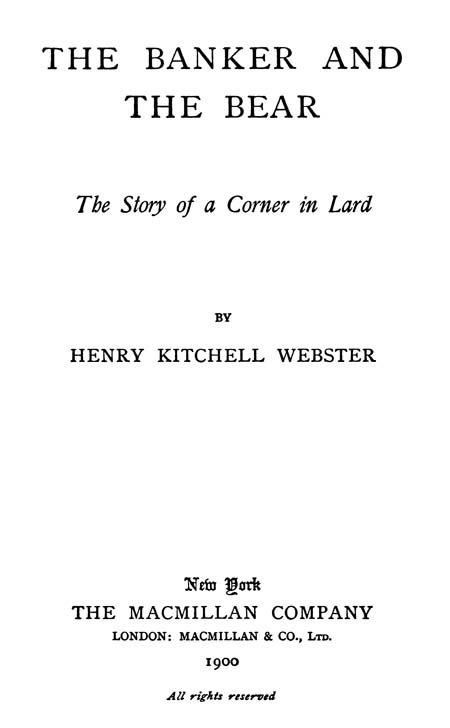 THE BANKER AND
THE BEAR
The Story of a Corner in Lard
BY
HENRY KITCHELL WEBSTER
New York
THE MACMILLAN COMPANY
LONDON: MACMILLAN & CO., LTD.
1900
All rights reserved